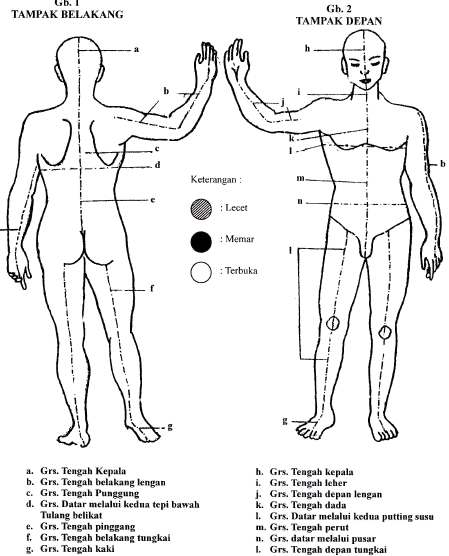 Gb. 1
TAMPAK BELAKANG
Gb. 2
TAMPAK DEPAN
a
b
c
d
e
f
g
h
i
j
k
l
m
n
b
l
g
Keterangan :
: Lecet
: Memar
: Terbuka
a. Grs. Tengah Kepala
b. Grs. Tengah belakang lengan
c. Grs. Tengah Punggung
d. Grs. Datar melalui kedua tepi bawah
Tulang belikat
e. Grs. Tengah pinggang
f. Grs. Tengah belakang tungkai
g. Grs. Tengah kaki
h. Grs. Tengah kepala
i. Grs. Tengah leher
j. Grs. Tengah depan lengan
k. Grs. Tengah dada
l. Grs. Datar melalui kedua putting susu
m. Grs. Tengah perut
n. Grs. datar melalui pusar
l. Grs. Tengah depan tungkai